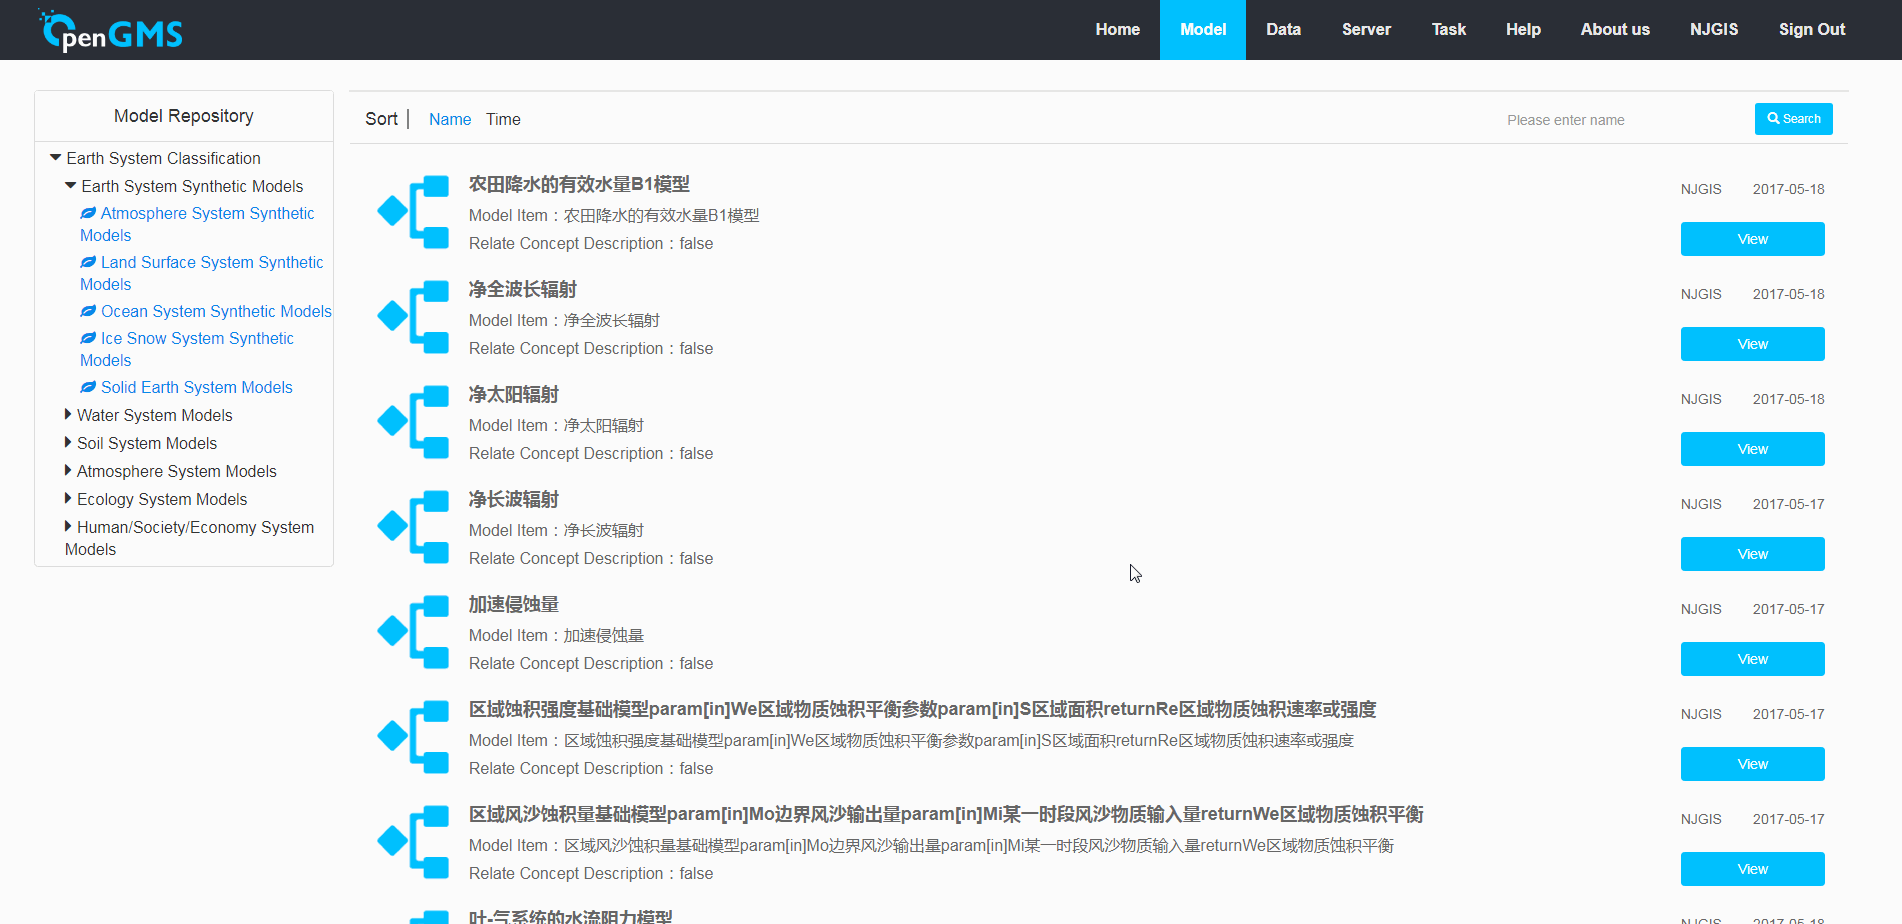 OpenGMS
Home Model Data Server Task Help About us NJGIS Sign Out
Model Repository
Earth System Classification
Earth System Synthetic Models
Atmosphere System Synthetic
Models
Land Surface System Synthetic
Models
Ocean System Synthetic Models
Ice Snow System Synthetic
Models
Solid Earth System Models
Water System Models
Soil System Models
Atmosphere System Models
Ecology System Models
Human/Society/Economy System
Models
Sort | Name Time
Please enter name
Search
农田降水的有效水量B1模型
Model Item：农田降水的有效水量B1模型
Relate Concept Description：false
NJGIS 2017-05-18
View
净全波长辐射
Model Item：净全波长辐射
Relate Concept Description：false
NJGIS 2017-05-18
View
净太阳辐射
Model Item：净太阳辐射
Relate Concept Description：false
NJGIS 2017-05-18
View
净长波辐射
Model Item：净长波辐射
Relate Concept Description：false
NJGIS 2017-05-17
View
加速侵蚀量
Model Item：加速侵蚀量
Relate Concept Description：false
NJGIS 2017-05-17
View
区域蚀积强度基础模型param[in]We区域物质蚀积平衡参数param[in]S区域面积returnRe区域物质蚀积速率或强度
Model Item：区域蚀积强度基础模型param[in]We区域物质蚀积平衡参数param[in]S区域面积returnRe区域物质蚀积速率或强度
Relate Concept Description：false
NJGIS 2017-05-17
View
区域风沙蚀积量基础模型param[in]Mo边界风沙输出量param[in]Mi某一时段风沙物质输入量returnWe区域物质蚀积平衡
Model Item：区域风沙蚀积量基础模型param[in]Mo边界风沙输出量param[in]Mi某一时段风沙物质输入量returnWe区域物质蚀积平衡
Relate Concept Description：false
NJGIS 2017-05-17
View
叶-气系统的水流阻力模型
NJGIS 2017-05-18